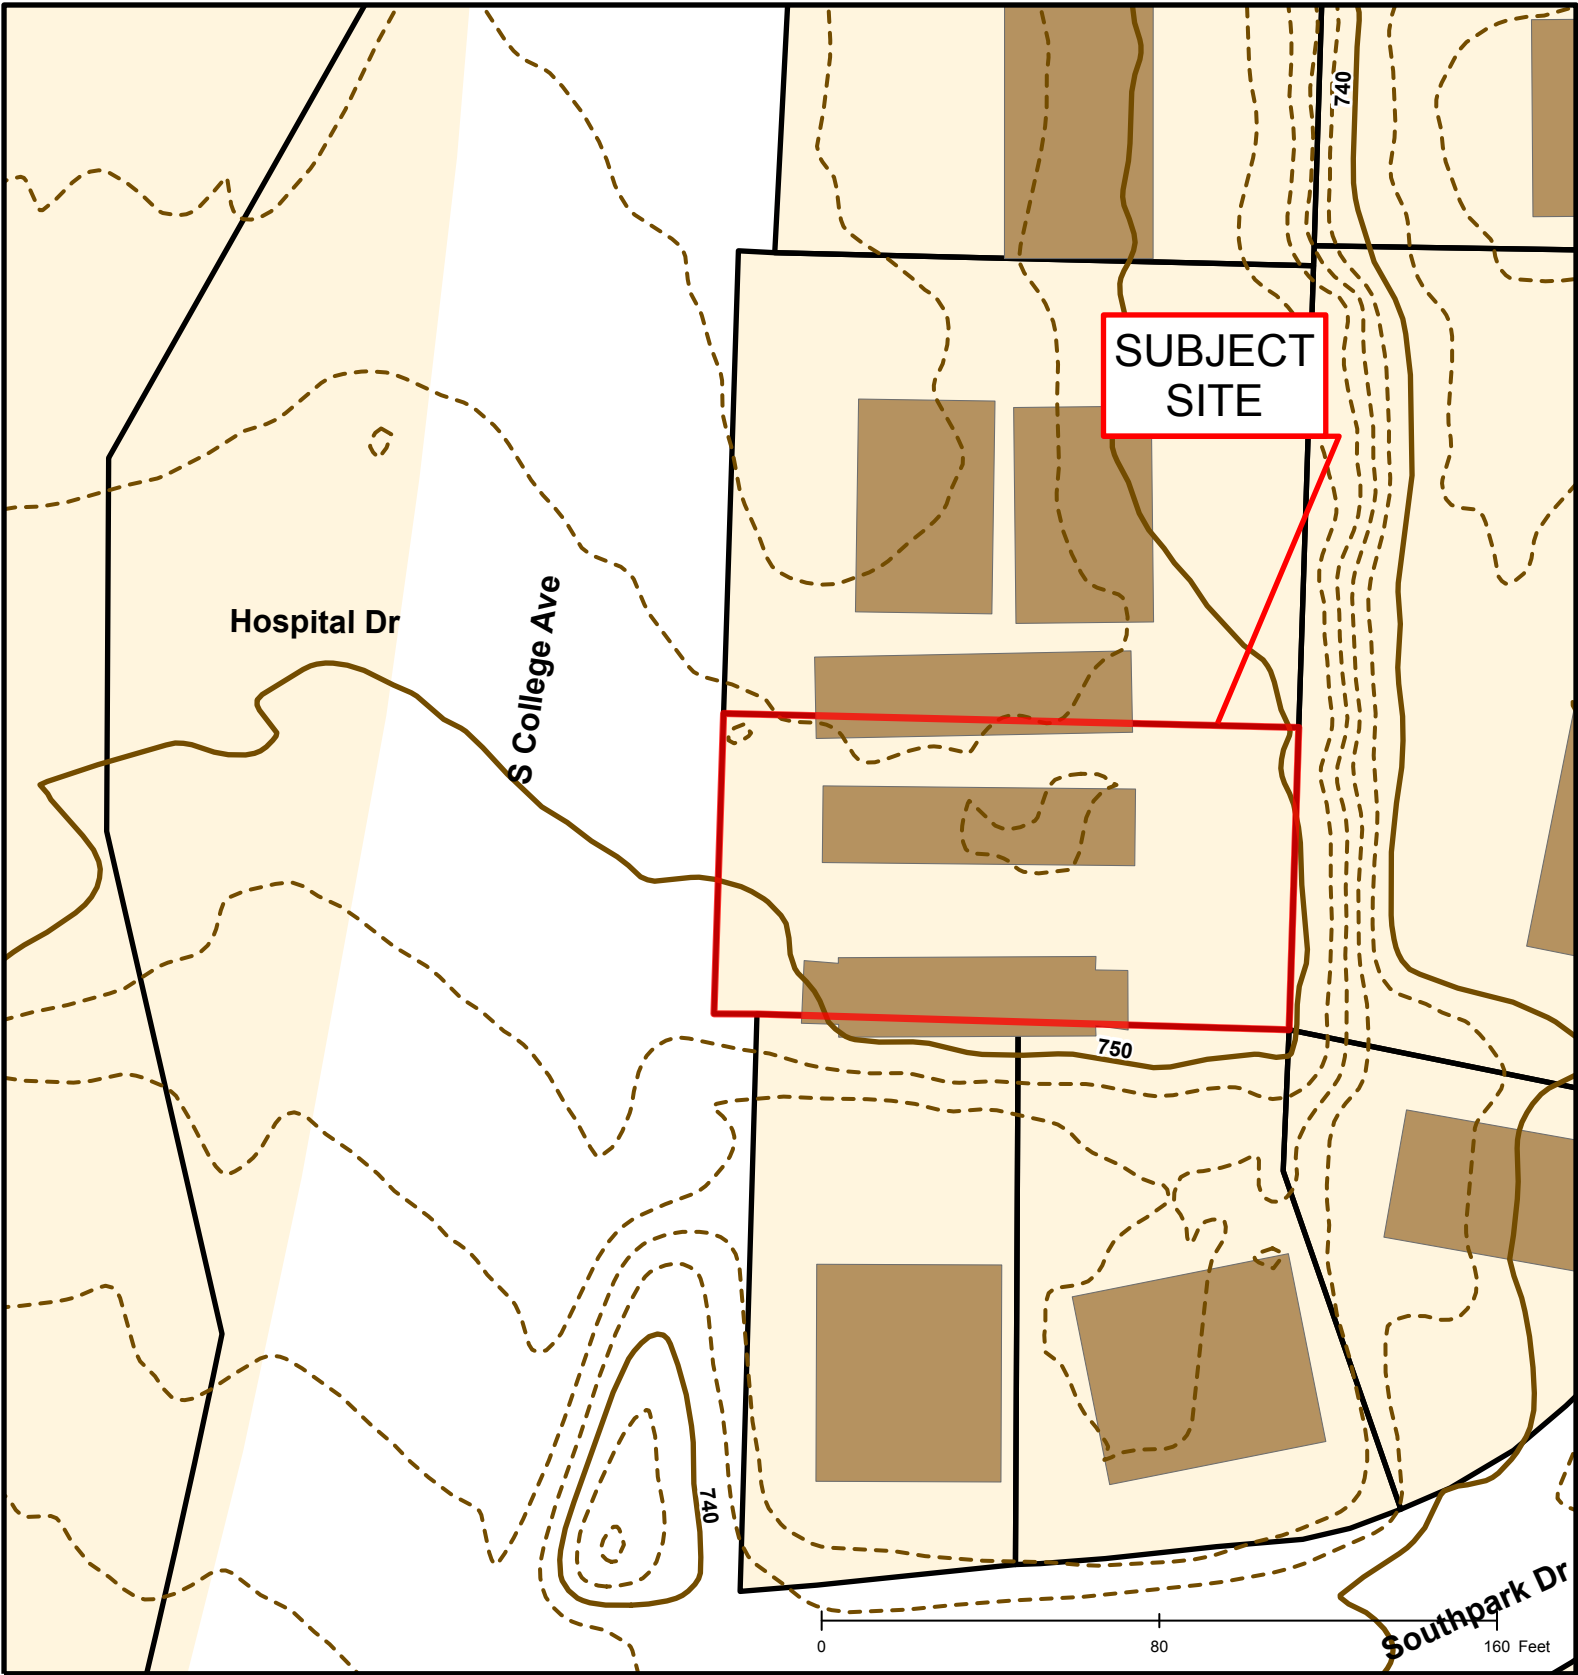 740
SUBJECT
SITE
Hospital Dr
S College Ave
750
740
Southpark Dr
0 80 160 Feet